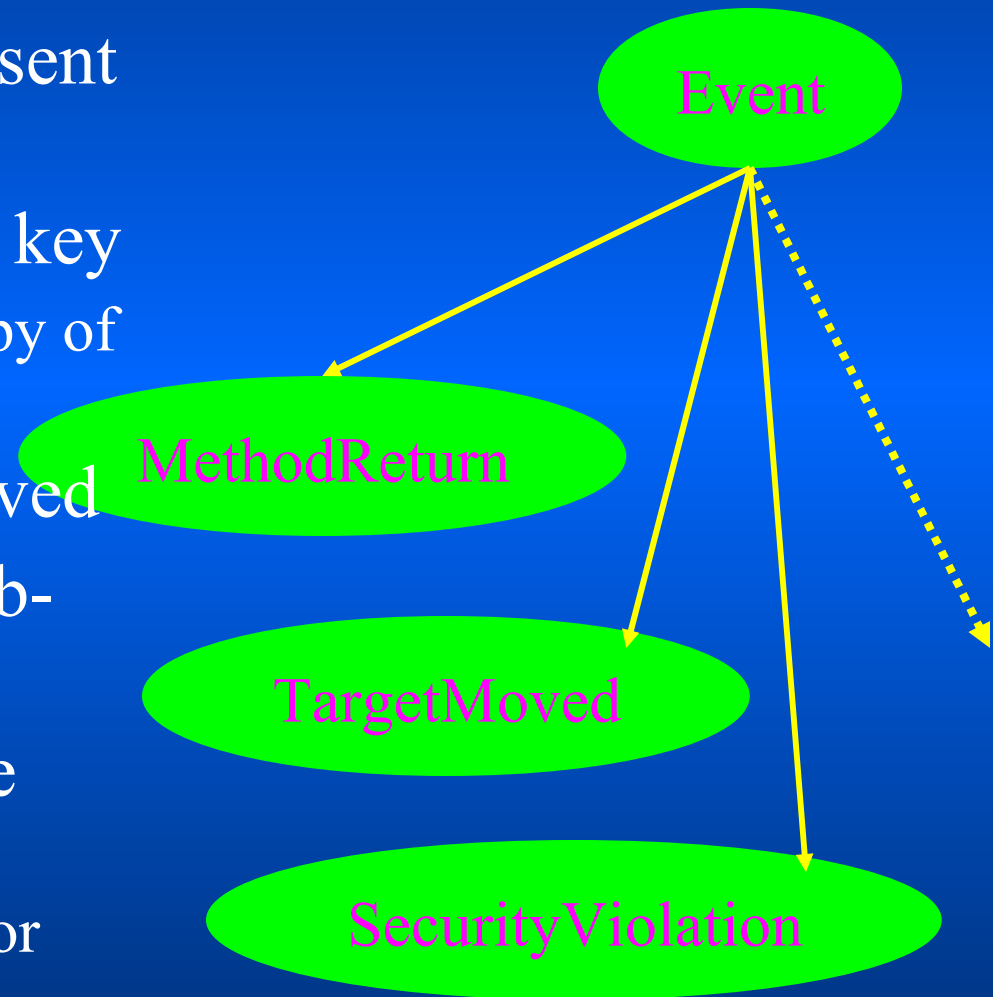 sent
Event
key
py of
MethodReturn
ved
b-
TargetMoved
e
SecurityViolation
or